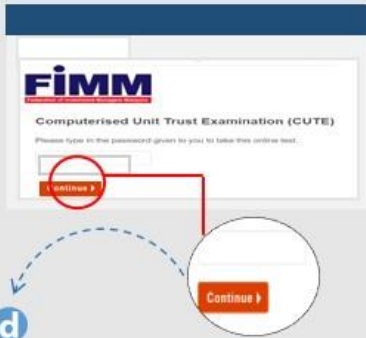 FiMM
Federation of Investment Managers Malaysia
Computerised Unit Trust Examination (CUTE)
Please type in the password given to you to take this online test.
Continue
Continue
d